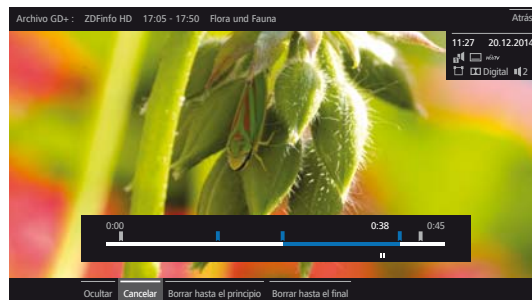 Archivo GD+ : ZDFinfo HD 17:05 - 17:50 Flora und Fauna Atrás
11:27 20.12.2014
HbbTV
Digital 2
0:00 0:38 0:45
Ocultar Cancelar Borrar hasta el principio Borrar hasta el final